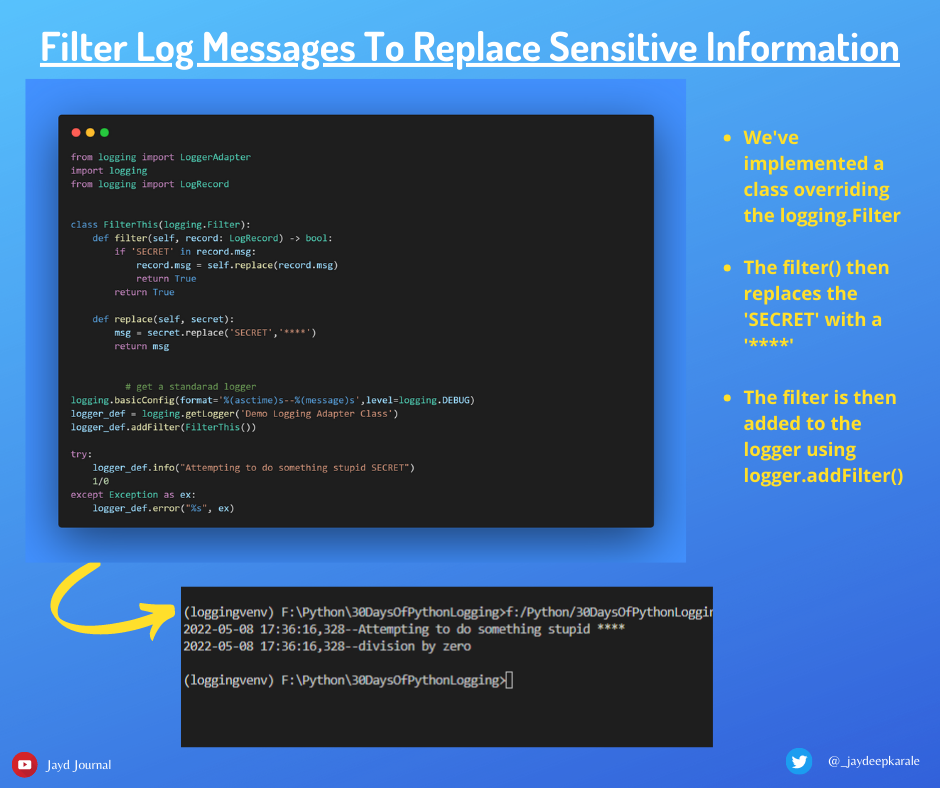 Filter Log Messages To Replace Sensitive Information
from logging import LoggerAdapter
import logging
from logging import LogRecord
class FilterThis(logging.Filter):
    def filter(self, record: LogRecord) -> bool:
        if 'SECRET' in record.msg:
            record.msg = self.replace(record.msg)
            return True
        return True
    def replace(self, secret):
        msg = secret.replace('SECRET','****')
        return msg
          # get a standarad logger
logging.basicConfig(format='%(asctime)s--%(message)s',level=logging.DEBUG)
logger_def = logging.getLogger('Demo Logging Adapter Class')
logger_def.addFilter(FilterThis())
try:
    logger_def.info("Attempting to do something stupid SECRET")
    1/0
except Exception as ex:
    logger_def.error("%s", ex)
• We've
implemented a
class overriding
the logging.Filter
• The filter() then
replaces the
'SECRET' with a
'****'
• The filter is then
added to the
logger using
logger.addFilter()
(loggingvenv) F:\Python\30DaysOfPythonLogging>f:/Python/30DaysOfPythonLoggin
2022-05-08 17:36:16,328--Attempting to do something stupid ****
2022-05-08 17:36:16,328--division by zero
(loggingvenv) F:\Python\30DaysOfPythonLogging>
Jayd Journal
@_jaydeepkarale